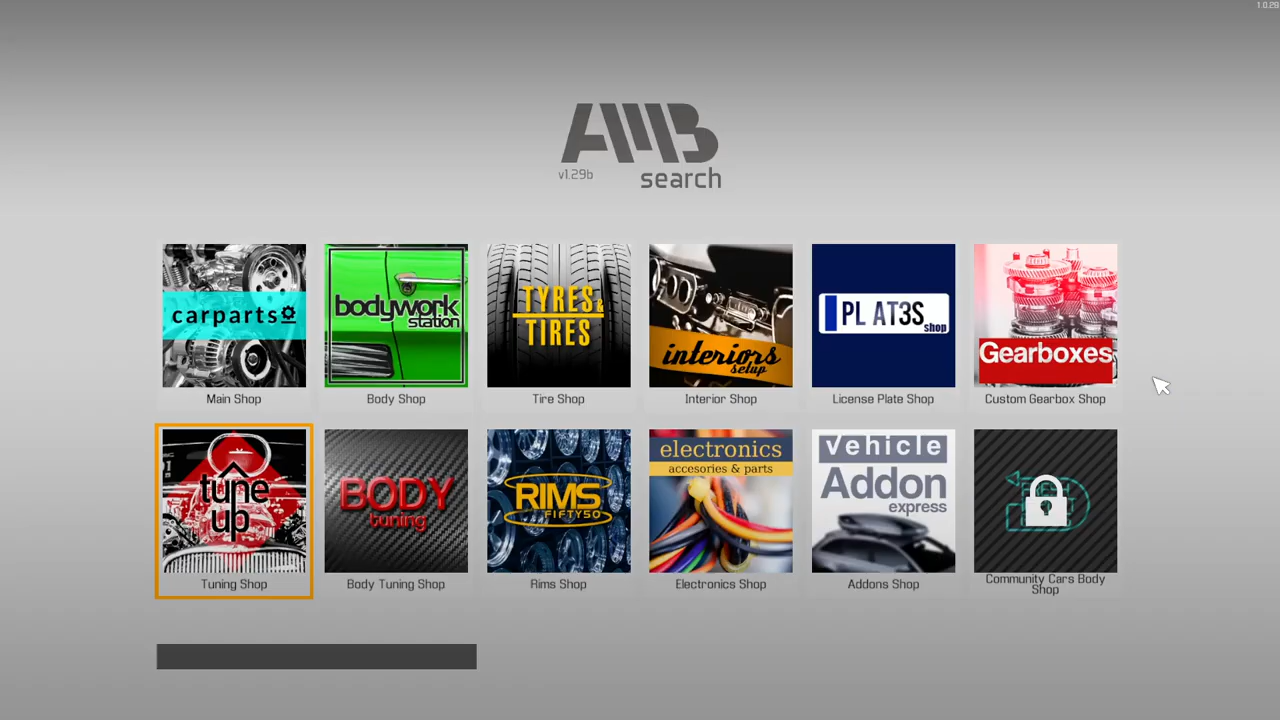 1.0.29
AMB
v1.29b
search
carparts
bodywork
station
TYRES&
TIRES
interiors
setup
PL AT3S
shop
Gearboxes
Main Shop
Body Shop
Tire Shop
Interior Shop
License Plate Shop
Custom Gearbox Shop
tune
up
BODY
tuning
RIMS
FIFTY50
electronics
accesories & parts
vehicle
Addon
express
Tuning Shop
Body Tuning Shop
Rims Shop
Electronics Shop
Addons Shop
Community Cars Body
Shop